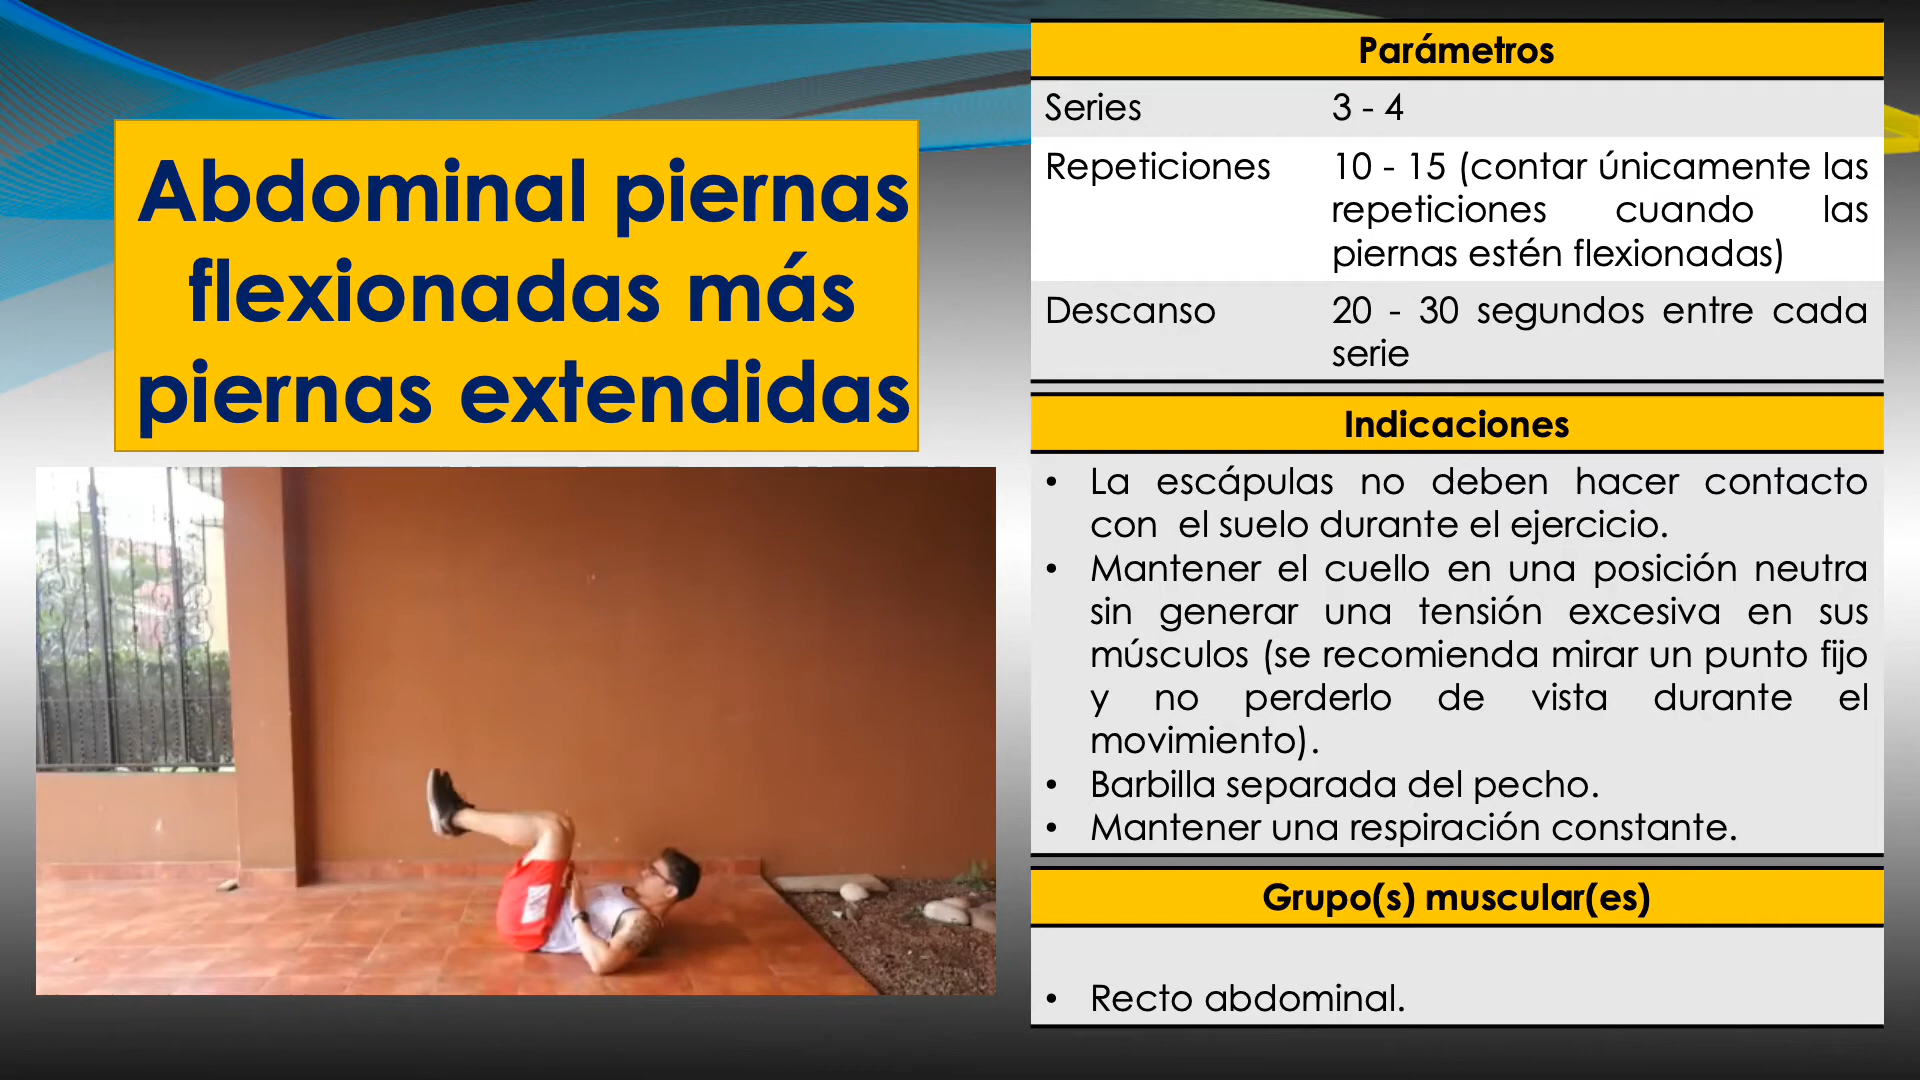 Abdominal piernas
flexionadas más
piernas extendidas
Parámetros
Series 3 - 4
Repeticiones 10 - 15 (contar únicamente las
repeticiones cuando las
piernas estén flexionadas)
Descanso 20 - 30 segundos entre cada
serie
Indicaciones
• La escápulas no deben hacer contacto
con el suelo durante el ejercicio.
• Mantener el cuello en una posición neutra
sin generar una tensión excesiva en sus
músculos (se recomienda mirar un punto fijo
y no perderlo de vista durante el
movimiento).
• Barbilla separada del pecho.
• Mantener una respiración constante.
Grupo(s) muscular(es)
• Recto abdominal.